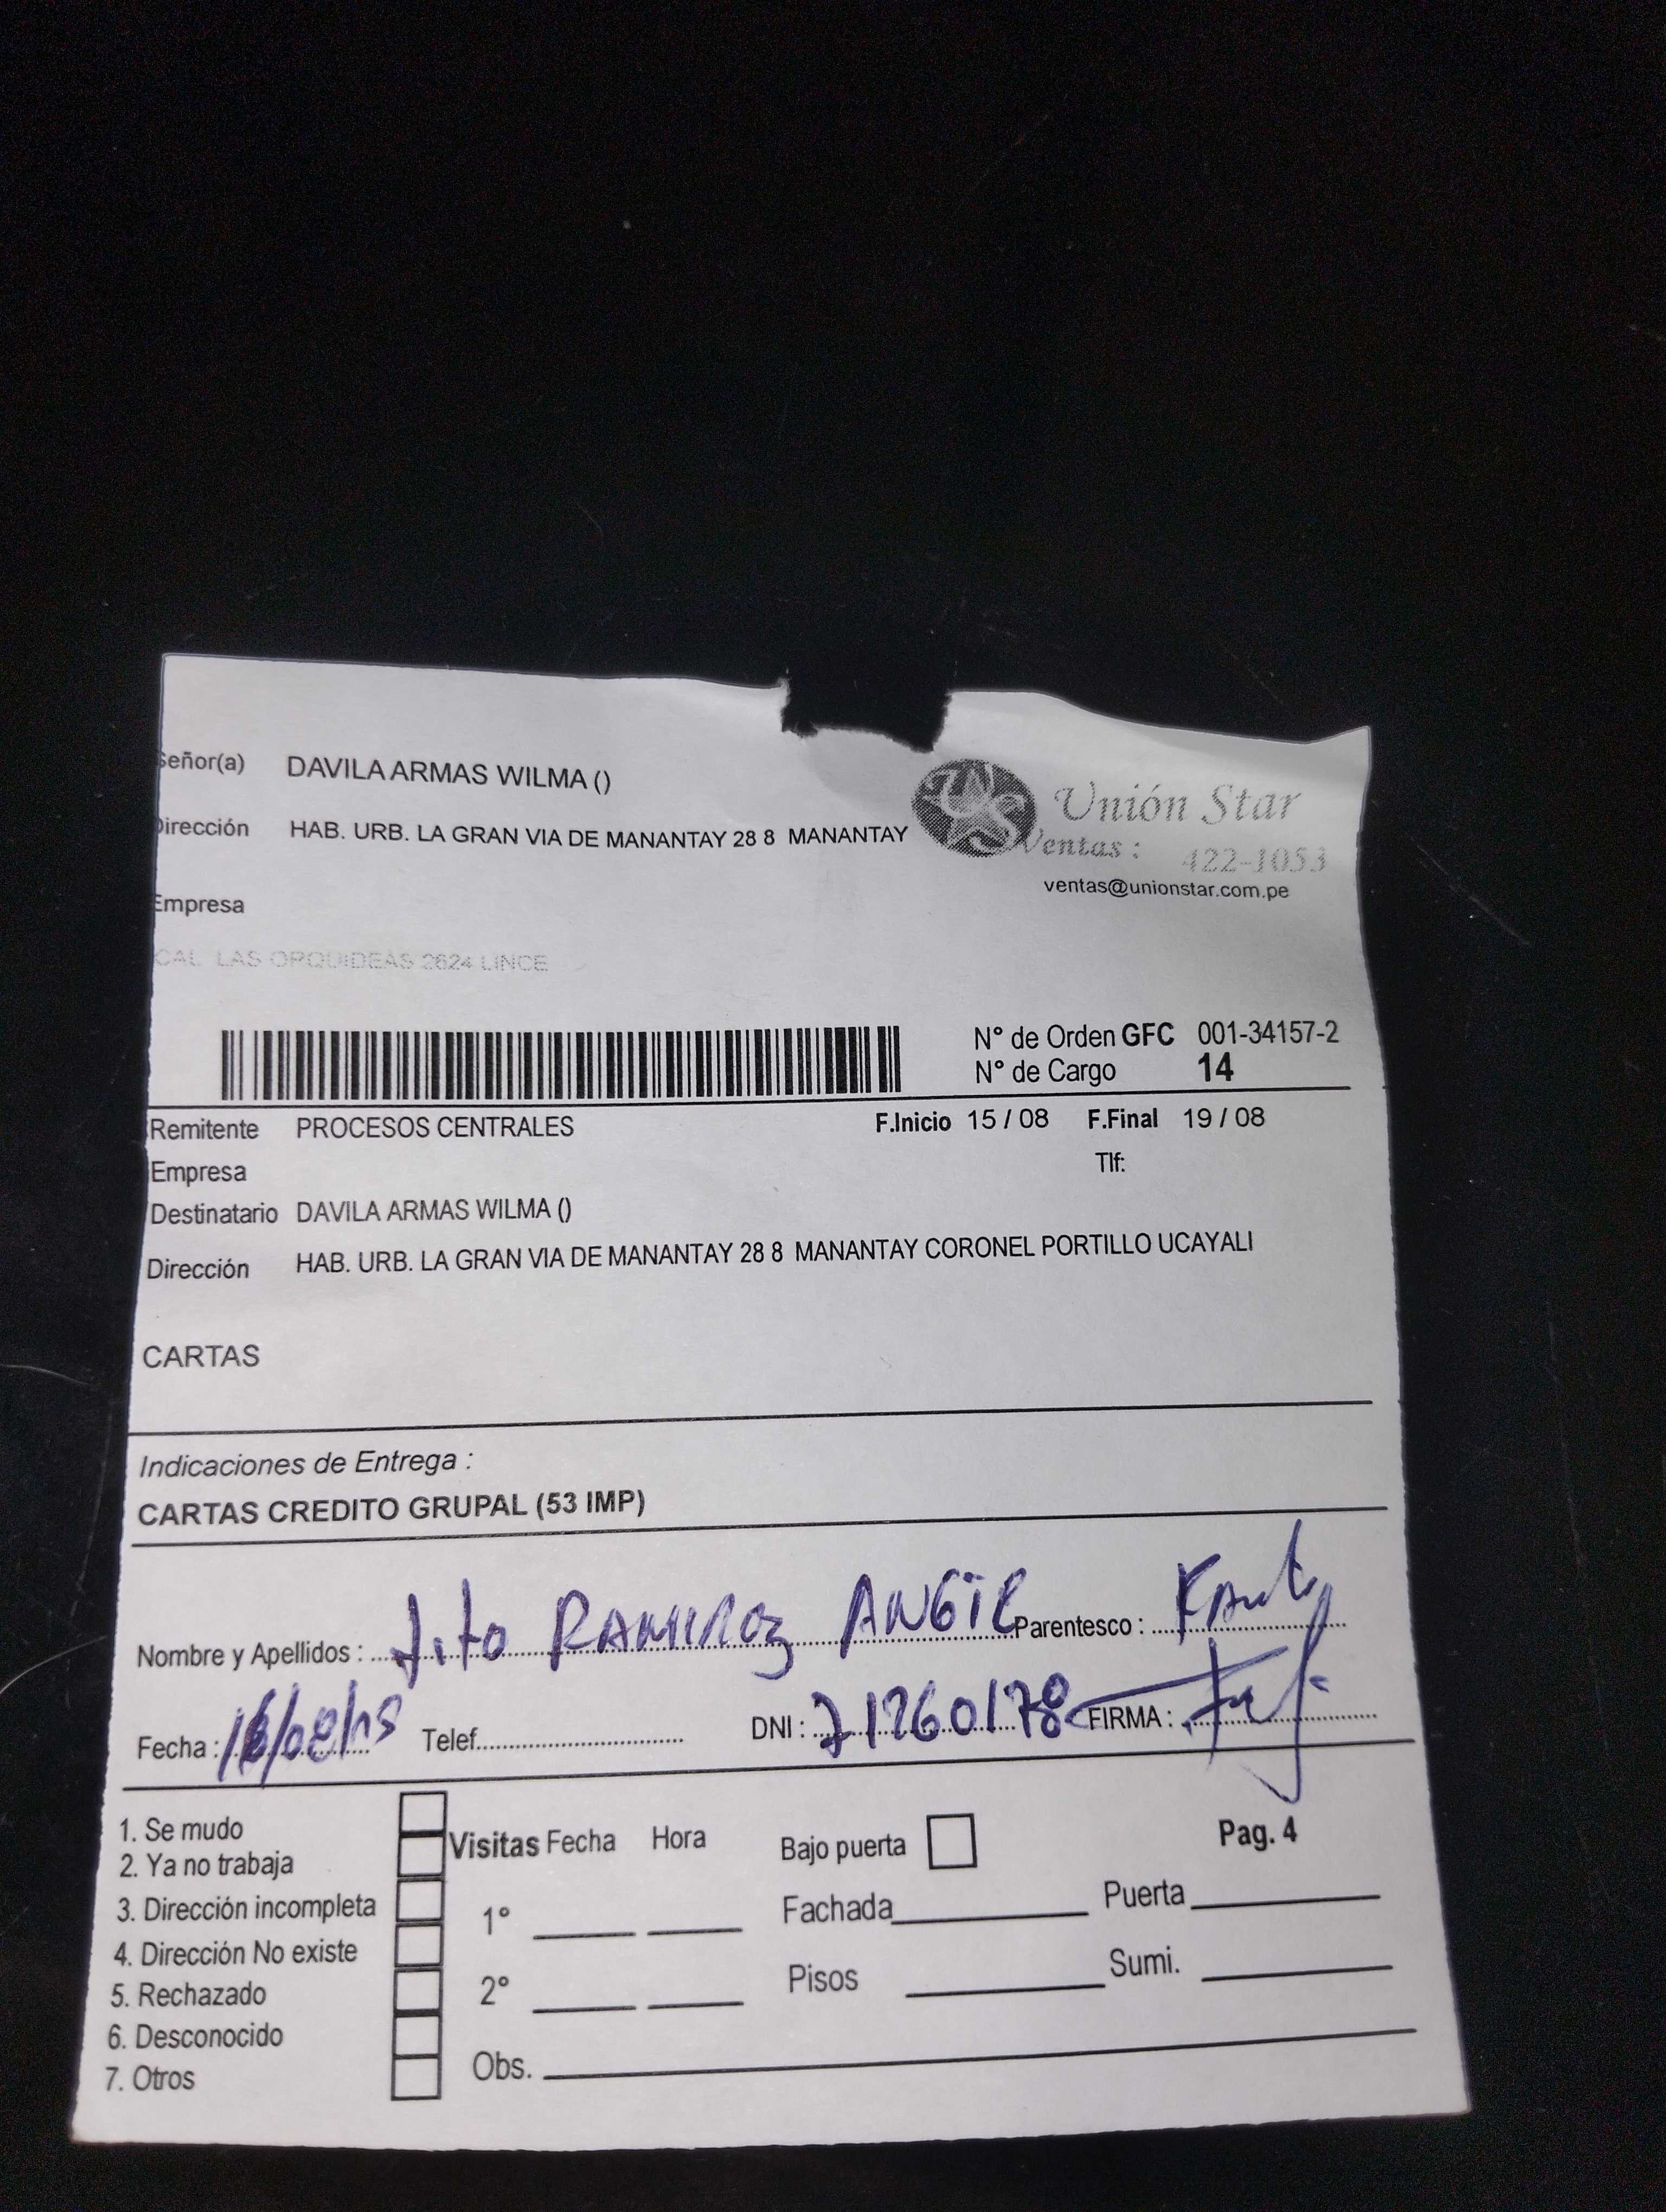 Señor(a) DAVILA ARMAS WILMA ()
Dirección HAB. URB. LA GRAN VIA DE MANANTAY 28 8 MANANTAY
Unión Star
Ventas : 422-1053
ventas@unionstar.com.pe
Empresa
CAL LAS ORQUIDEAS 2624 LINCE
N° de Orden GFC 001-34157-2
N° de Cargo 14
Remitente PROCESOS CENTRALES F.Inicio 15 / 08 F.Final 19 / 08
Empresa Tlf:
Destinatario DAVILA ARMAS WILMA ()
Dirección HAB. URB. LA GRAN VIA DE MANANTAY 28 8 MANANTAY CORONEL PORTILLO UCAYALI
CARTAS
Indicaciones de Entrega :
CARTAS CREDITO GRUPAL (53 IMP)
Nombre y Apellidos : RAMIREZ Parentesco :
Fecha : Telef. DNI : 71260178 FIRMA :
1. Se mudo
2. Ya no trabaja
3. Dirección incompleta
4. Dirección No existe
5. Rechazado
6. Desconocido
7. Otros
Visitas Fecha Hora
1°
2°
Obs.
Bajo puerta Pag. 4
Fachada Puerta
Pisos Sumi.